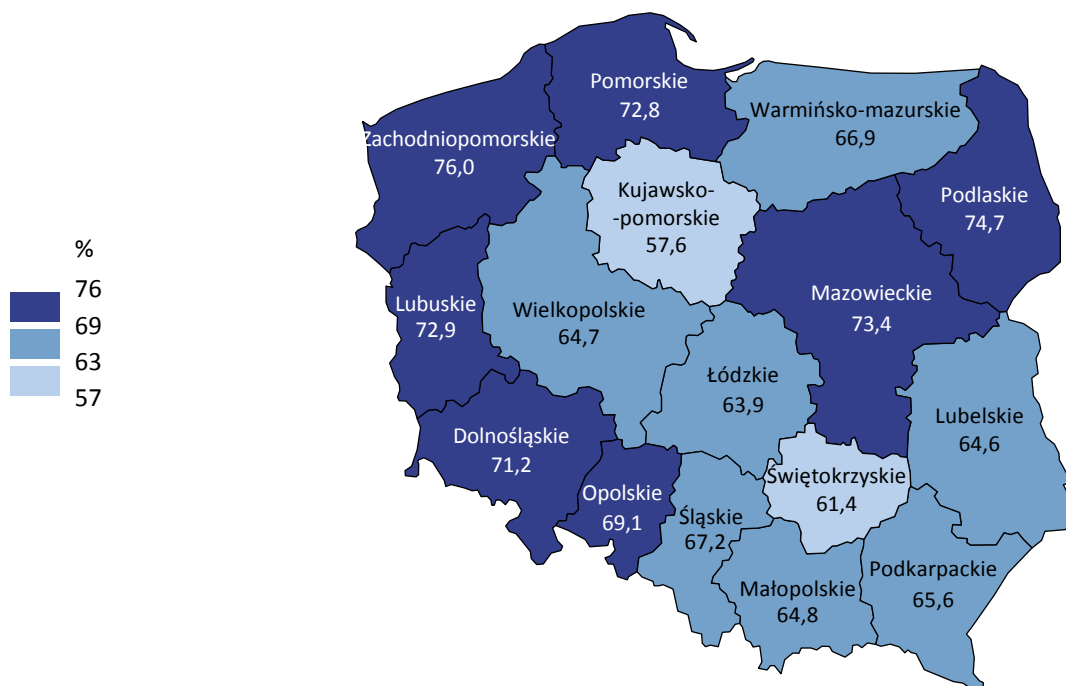 Pomorskie
72,8
Warmińsko-mazurskie
66,9
Zachodniopomorskie
76,0
Podlaskie
74,7
Kujawsko-
-pomorskie
57,6
%
76
69
63
57
Lubuskie
72,9
Wielkopolskie
64,7
Mazowieckie
73,4
Łódzkie
63,9
Lubelskie
64,6
Dolnośląskie
71,2
Opolskie
69,1
Śląskie
67,2
Świętokrzyskie
61,4
Małopolskie
64,8
Podkarpackie
65,6